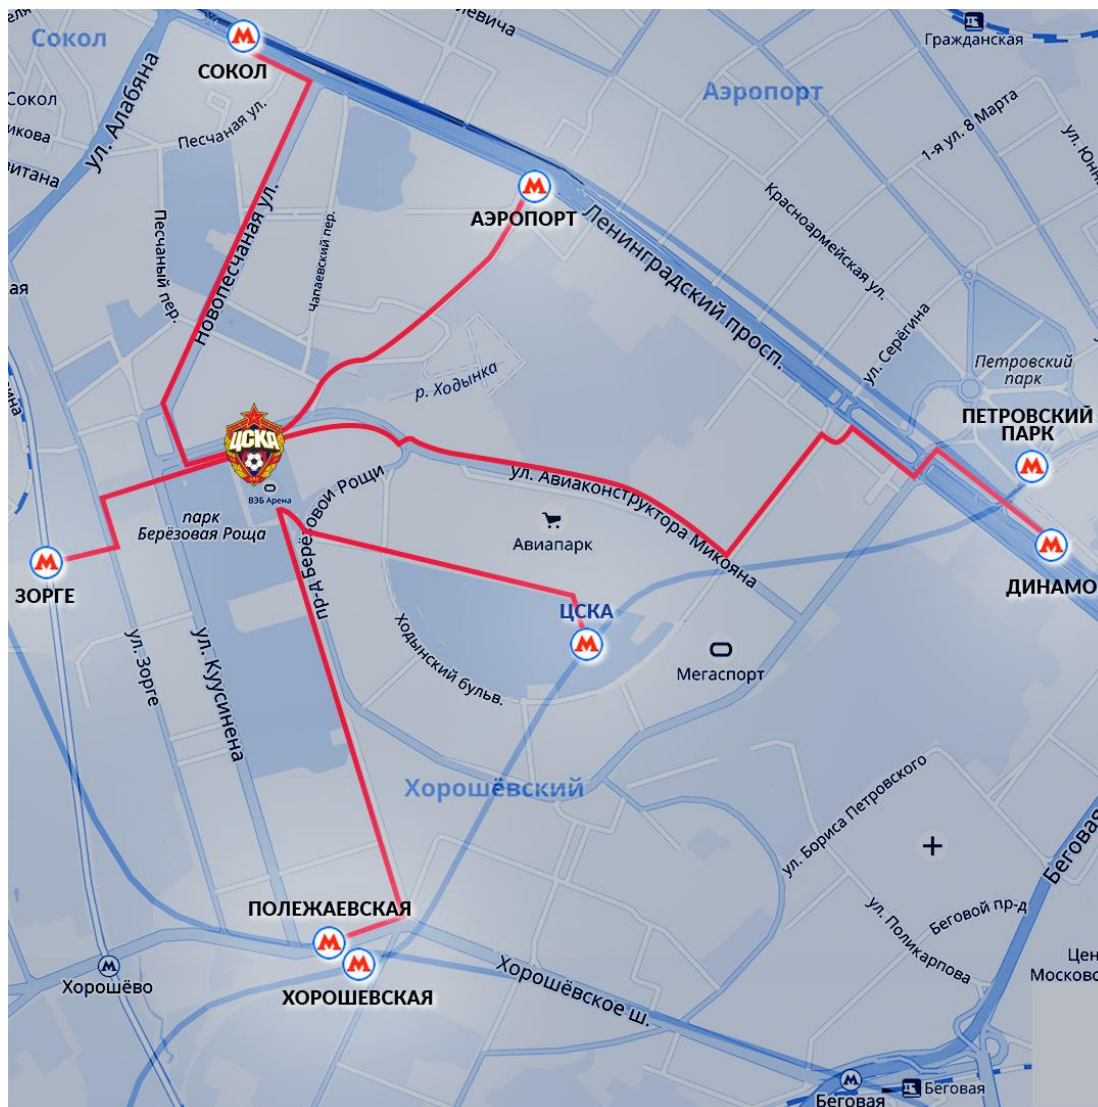 Сокол
СОКОЛ
Гражданская
Аэропорт
Сокол
ул. Алабяна
Песчаная ул.
1-я ул. 8 Марта
АЭРОПОРТ
Ленинградский просп.
Красноармейская ул.
Песчаный пер.
Новопесчаная ул.
Чапаевский пер.
ул. Серёгина
Петровский
парк
р. Ходынка
ПЕТРОВСКИЙ
ПАРК
ЦСКА
ВЭБ Арена
парк
Берёзовая Роща
пр-д Берёзовой Рощи
ул. Авиаконструктора Микояна
Авиапарк
ЗОРГЕ
ДИНАМО
ЦСКА
ул. Зорге
ул. Куусинена
Ходынский бульв.
Мегаспорт
Хорошёвский
ул. Бориса Петровского
Беговая
ул. Поликарпова
Беговой пр-д
ПОЛЕЖАЕВСКАЯ
ХОРОШЕВСКАЯ
Хорошёво
Хорошёвское ш.
Беговая
Беговая